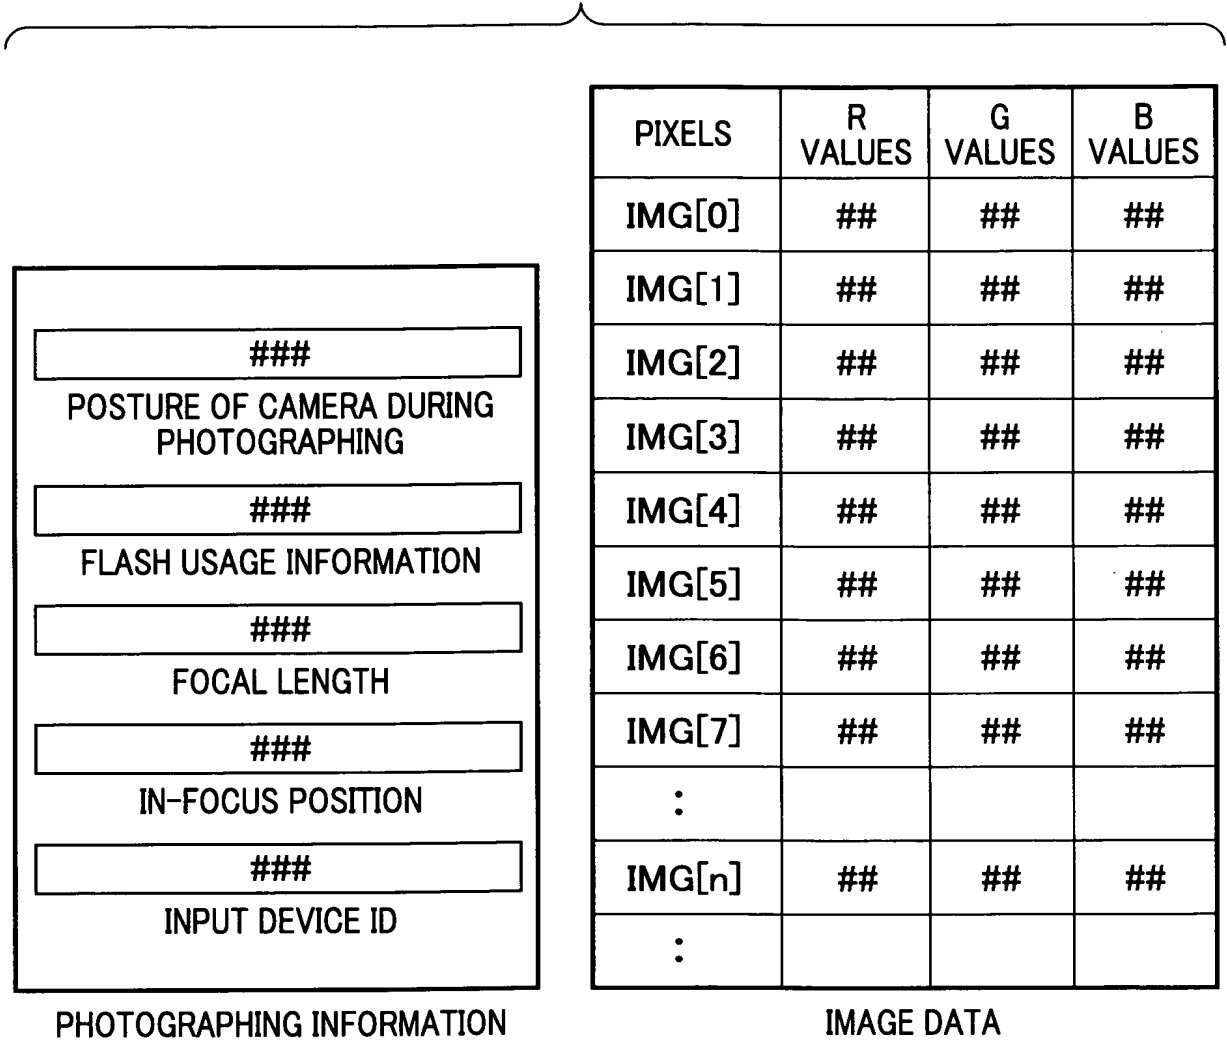 ###
POSTURE OF CAMERA DURING
PHOTOGRAPHING
###
FLASH USAGE INFORMATION
###
FOCAL LENGTH
###
IN-FOCUS POSITION
###
INPUT DEVICE ID
PHOTOGRAPHING INFORMATION
PIXELS R VALUES G VALUES B VALUES
IMG[0] ## ## ##
IMG[1] ## ## ##
IMG[2] ## ## ##
IMG[3] ## ## ##
IMG[4] ## ## ##
IMG[5] ## ## ##
IMG[6] ## ## ##
IMG[7] ## ## ##
:
IMG[n] ## ## ##
:
IMAGE DATA